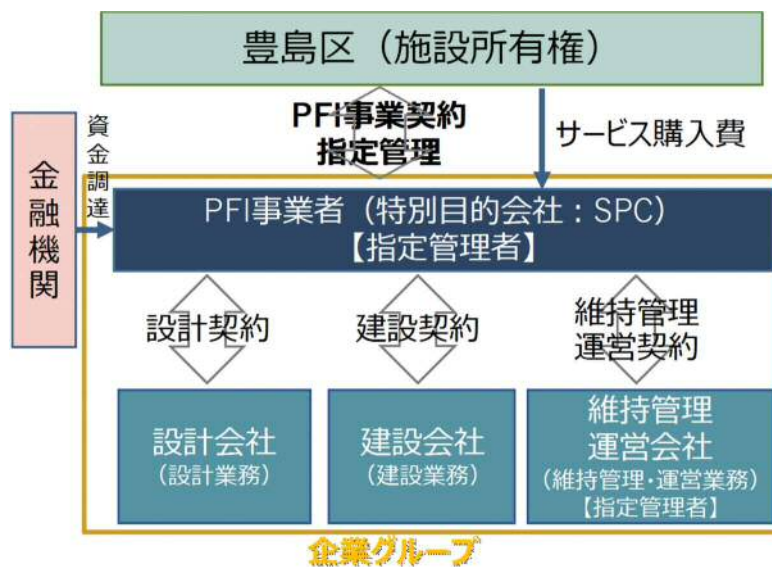 豊島区（施設所有権）
PFI事業契約
指定管理
サービス購入費
資金調達
金融機関
PFI事業者（特別目的会社：SPC）
【指定管理者】
設計契約
建設契約
維持管理
運営契約
設計会社
（設計業務）
建設会社
（建設業務）
維持管理
運営会社
（維持管理・運営業務）
【指定管理者】
企業グループ